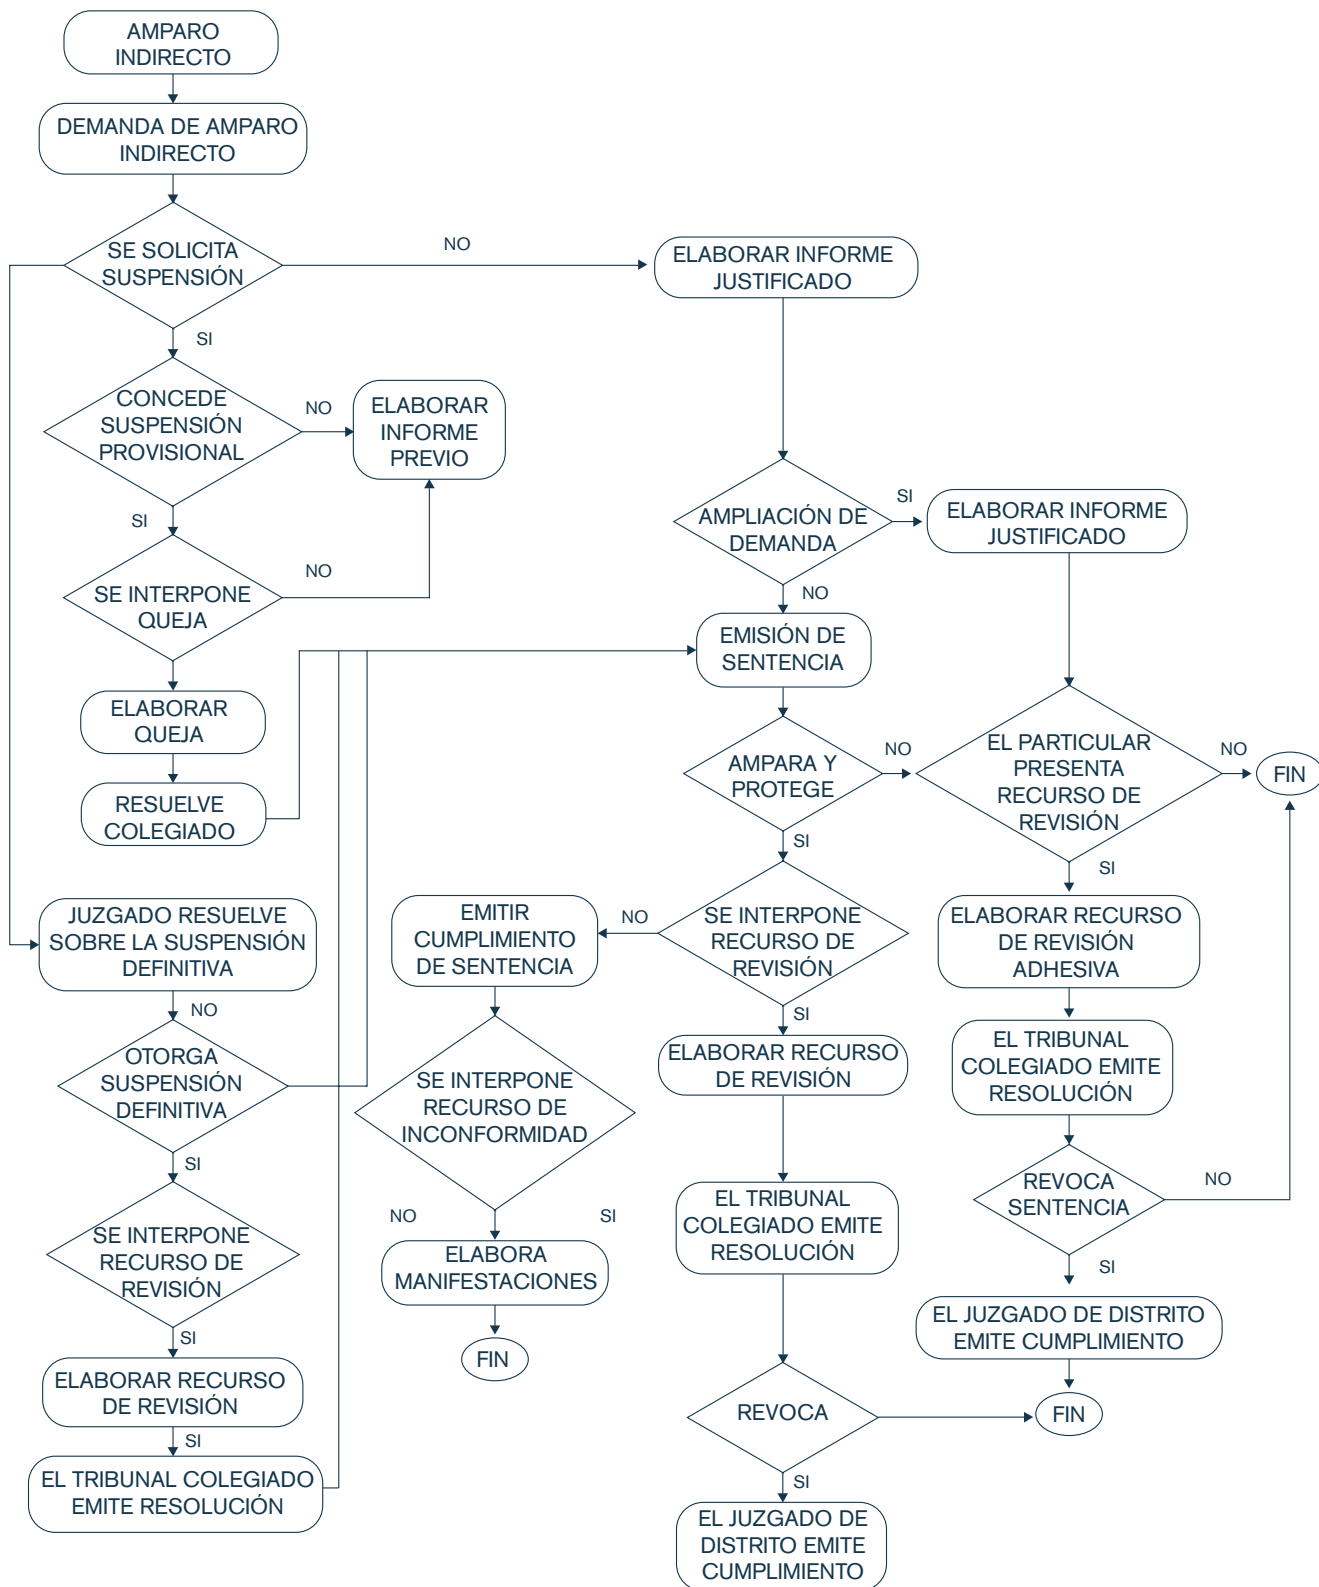 AMPARO
INDIRECTO
DEMANDA DE AMPARO
INDIRECTO
SE SOLICITA
SUSPENSIÓN
NO
ELABORAR INFORME
JUSTIFICADO
SI
CONCEDE
SUSPENSIÓN
PROVISIONAL
NO
ELABORAR
INFORME
PREVIO
SI
SE INTERPONE
QUEJA
NO
ELABORAR
QUEJA
RESUELVE
COLEGIADO
AMPLIACIÓN DE
DEMANDA
SI
ELABORAR INFORME
JUSTIFICADO
NO
EMISIÓN DE
SENTENCIA
AMPARA Y
PROTEGE
NO
EL PARTICULAR
PRESENTA
RECURSO DE
REVISIÓN
NO
FIN
SI
SI
JUZGADO RESUELVE
SOBRE LA SUSPENSIÓN
DEFINITIVA
NO
OTORGA
SUSPENSIÓN
DEFINITIVA
SI
SE INTERPONE
RECURSO DE
REVISIÓN
SI
ELABORAR RECURSO
DE REVISIÓN
SI
EL TRIBUNAL COLEGIADO
EMITE RESOLUCIÓN
EMITIR
CUMPLIMIENTO
DE SENTENCIA
NO
SE INTERPONE
RECURSO DE
REVISIÓN
SE INTERPONE
RECURSO DE
INCONFORMIDAD
NO
SI
ELABORA
MANIFESTACIONES
FIN
SI
ELABORAR RECURSO
DE REVISIÓN
EL TRIBUNAL
COLEGIADO EMITE
RESOLUCIÓN
REVOCA
SI
EL JUZGADO DE
DISTRITO EMITE
CUMPLIMIENTO
ELABORAR RECURSO
DE REVISIÓN
ADHESIVA
EL TRIBUNAL
COLEGIADO EMITE
RESOLUCIÓN
REVOCA
SENTENCIA
NO
SI
EL JUZGADO DE DISTRITO
EMITE CUMPLIMIENTO
FIN